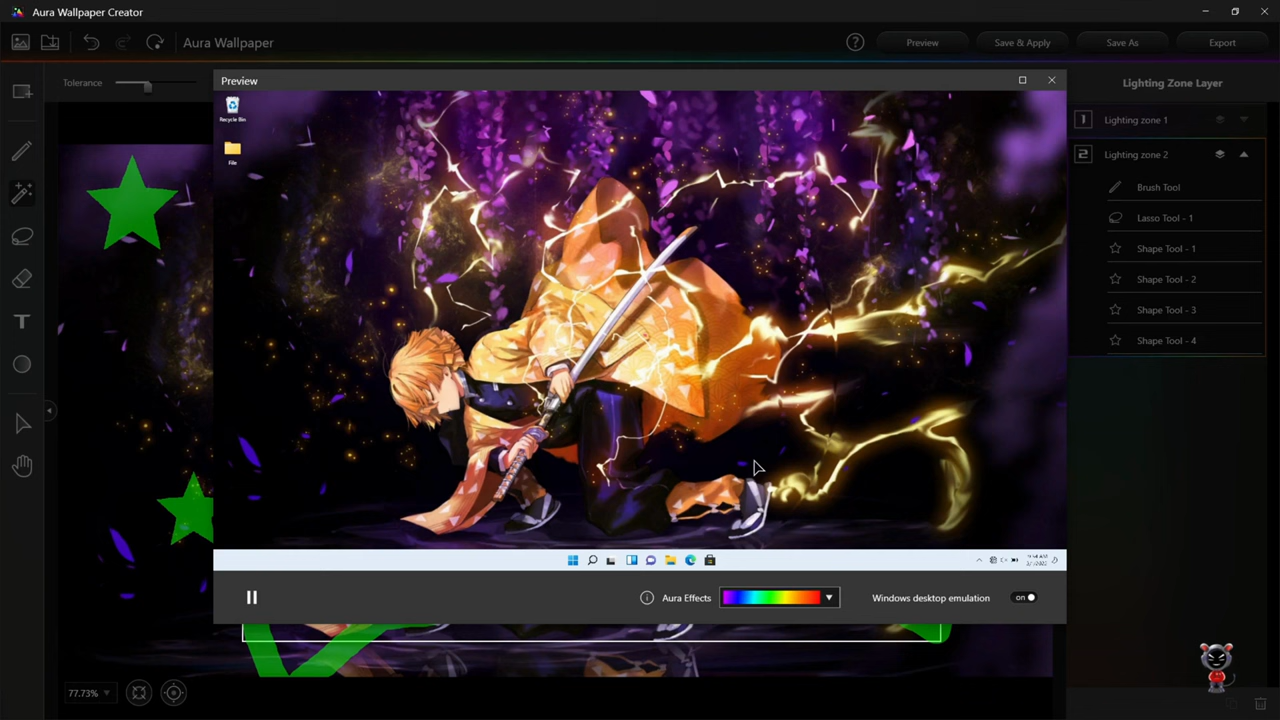 Aura Wallpaper Creator
Aura Wallpaper
Preview
Save & Apply
Save As
Export
Tolerance
Preview
Lighting Zone Layer
Recycle Bin
File
1 Lighting zone 1
2 Lighting zone 2
Brush Tool
Lasso Tool - 1
Shape Tool - 1
Shape Tool - 2
Shape Tool - 3
Shape Tool - 4
T
Aura Effects
Windows desktop emulation
on
77.73%